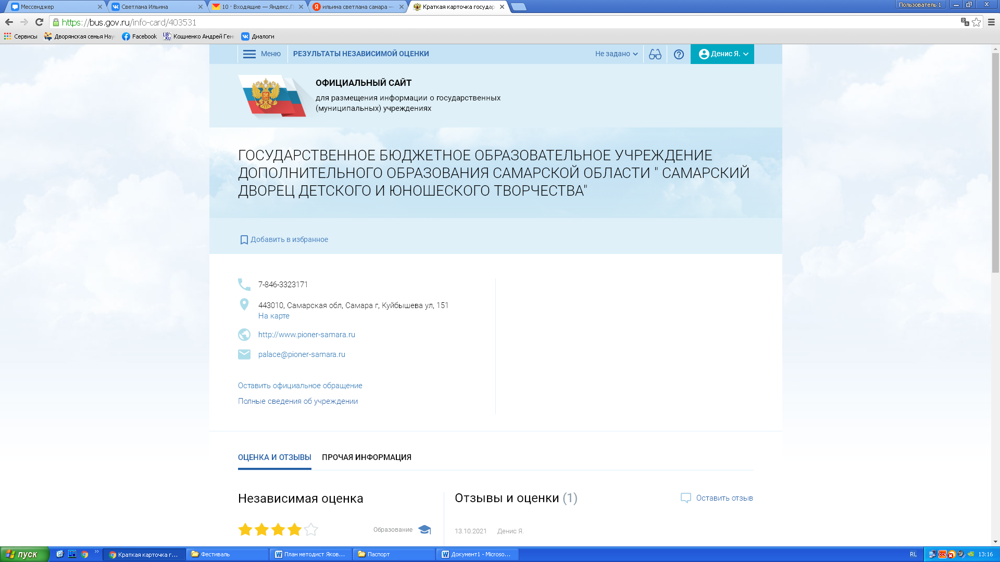 Мессенджер
Светлана Ильина
10 · Входящие — Яндекс.П
ильина светлана самара —
Краткая карточка государ
Пользователь 1
https://bus.gov.ru/info-card/403531
Сервисы
Дворянская семья Нау
Facebook
LIB.RU
Кощиенко Андрей Ген
Диалоги
Меню
РЕЗУЛЬТАТЫ НЕЗАВИСИМОЙ ОЦЕНКИ
Не задано
Денис Я.
ОФИЦИАЛЬНЫЙ САЙТ
для размещения информации о государственных
(муниципальных) учреждениях
ГОСУДАРСТВЕННОЕ БЮДЖЕТНОЕ ОБРАЗОВАТЕЛЬНОЕ УЧРЕЖДЕНИЕ
ДОПОЛНИТЕЛЬНОГО ОБРАЗОВАНИЯ САМАРСКОЙ ОБЛАСТИ " САМАРСКИЙ
ДВОРЕЦ ДЕТСКОГО И ЮНОШЕСКОГО ТВОРЧЕСТВА"
Добавить в избранное
7-846-3323171
443010, Самарская обл, Самара г, Куйбышева ул, 151
На карте
http://www.pioner-samara.ru
palace@pioner-samara.ru
Оставить официальное обращение
Полные сведения об учреждении
ОЦЕНКА И ОТЗЫВЫ
ПРОЧАЯ ИНФОРМАЦИЯ
Независимая оценка
Образование
Отзывы и оценки (1)
Оставить отзыв
13.10.2021
Денис Я.
пуск
Краткая карточка г...
Фестиваль
План методист Яков...
Паспорт
Документ1 - Microso...
RU
13:16